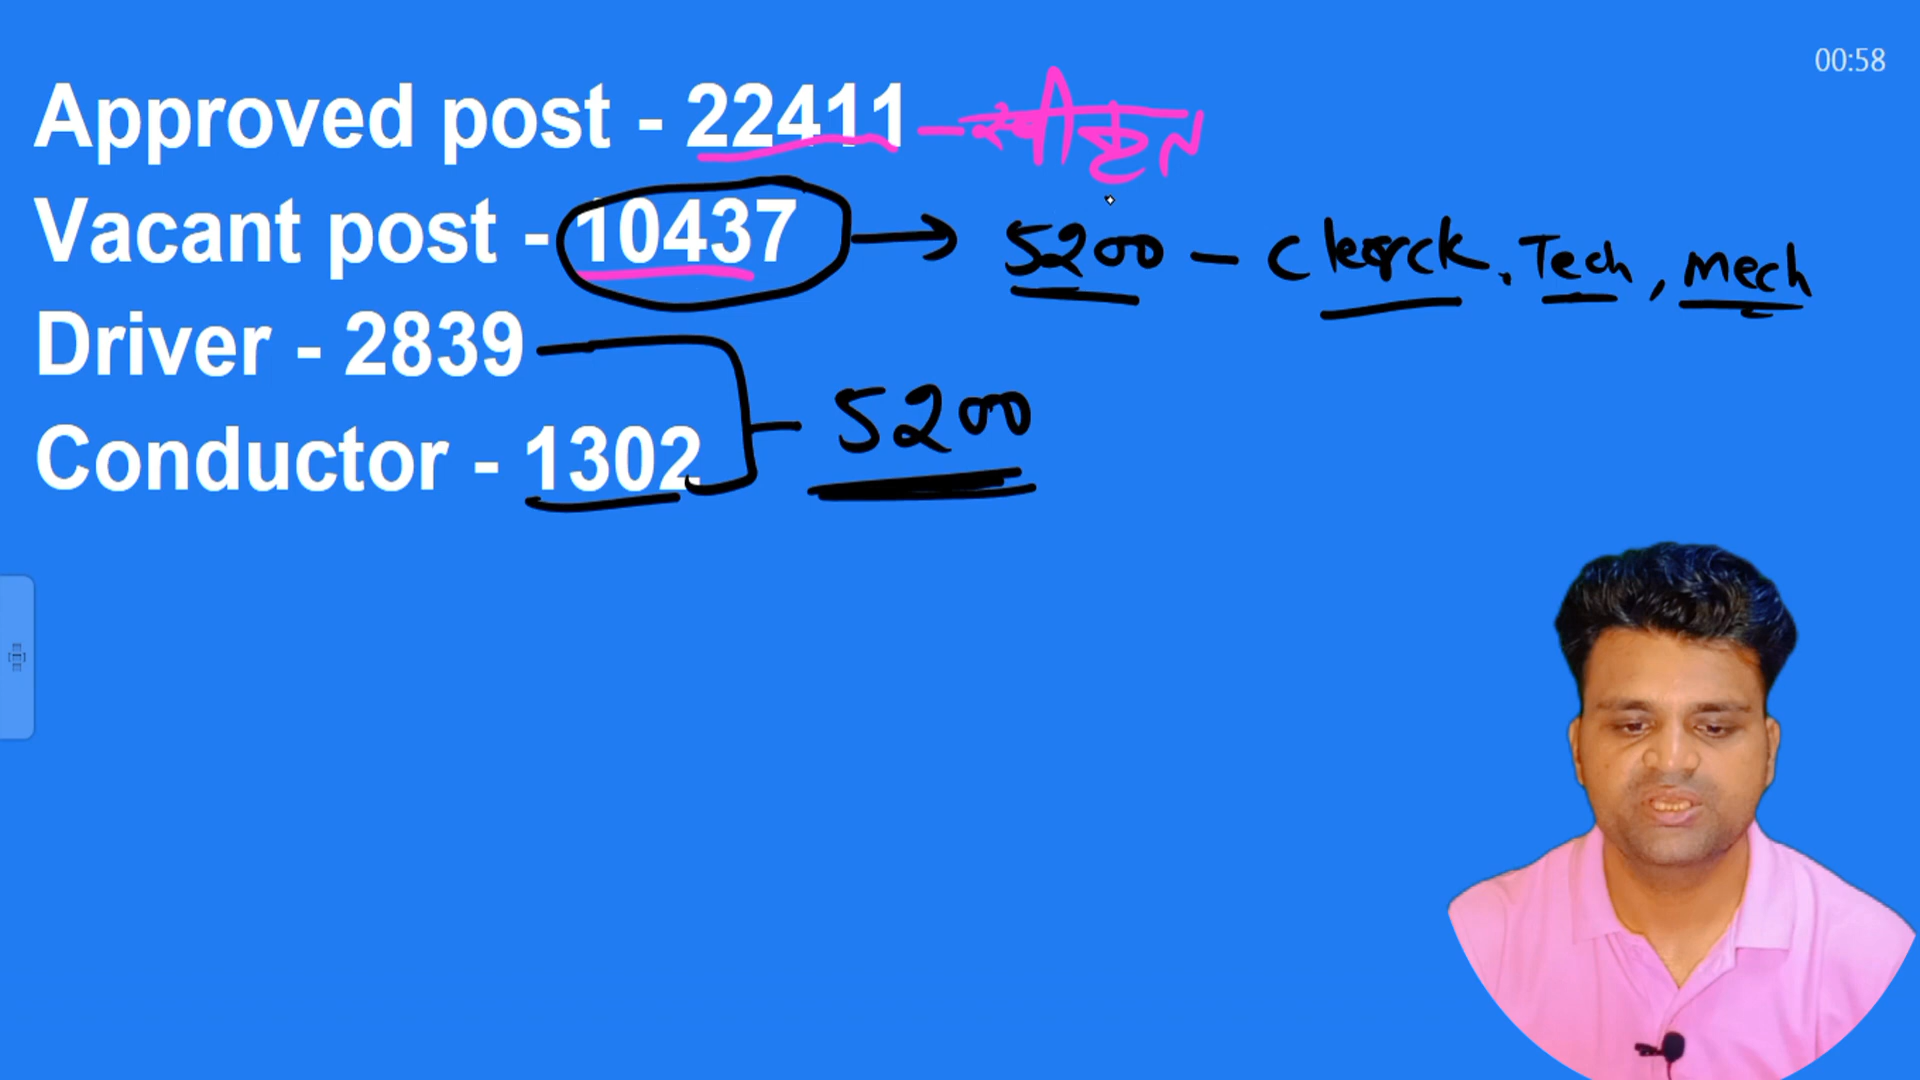 00:58
Approved post - 22411 - स्वीकृत
Vacant post - 10437 → 5200 - Clerck, Tech, Mech
Driver - 2839
5200
Conductor - 1302